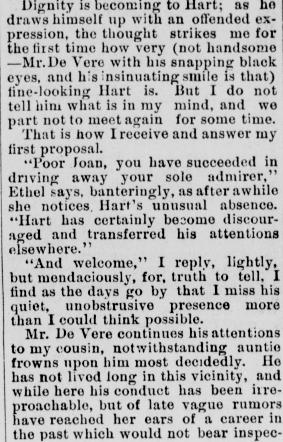 Dignity is becoming to Hart; as he
draws himself up with an offended ex-
pression, the thought strikes me for
the first time how very (not handsome
—Mr. De Vere with his snapping black
eyes, and his insinuating smile is that)
fine-looking Hart is. But I do not
tell him what is in my mind, and we
part not to meet again for some time.
That is how I receive and answer my
first proposal.
"Poor Joan, you have succeeded in
driving away your sole admirer,"
Ethel says, banteringly, as after awhile
she notices Hart's unusual absence.
"Hart has certainly become discour-
aged and transferred his attentions
elsewhere."
"And welcome," I reply, lightly,
but mendaciously, for, truth to tell, I
find as the days go by that I miss his
quiet, unobstrusive presence more
than I could think possible.
Mr. De Vere continues his attentions
to my cousin, notwithstanding auntie
frowns upon him most decidedly. He
has not lived long in this vicinity, and
while here his conduct has been irre-
proachable, but of late vague rumors
have reached her ears of a career in
the past which would not bear inspec-